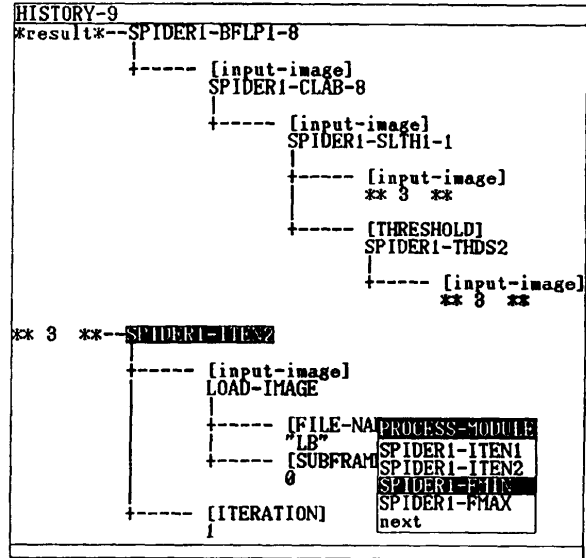 HISTORY-9
*result*--SPIDER1-BFLP1-8
+----- [input-image]
SPIDER1-CLAB-8
+----- [input-image]
SPIDER1-SLTH1-1
+----- [input-image]
** 3 **
+----- [THRESHOLD]
SPIDER1-THDS2
+----- [input-image]
** 3 **
** 3 **--SPIDER1-ITEN2
+----- [input-image]
LOAD-IMAGE
+----- [FILE-NA
"LB"
+----- [SUBFRAM
0
+----- [ITERATION]
1
PROCESS-MODULE
SPIDER1-ITEN1
SPIDER1-ITEN2
SPIDER1-FMIN
SPIDER1-FMAX
next